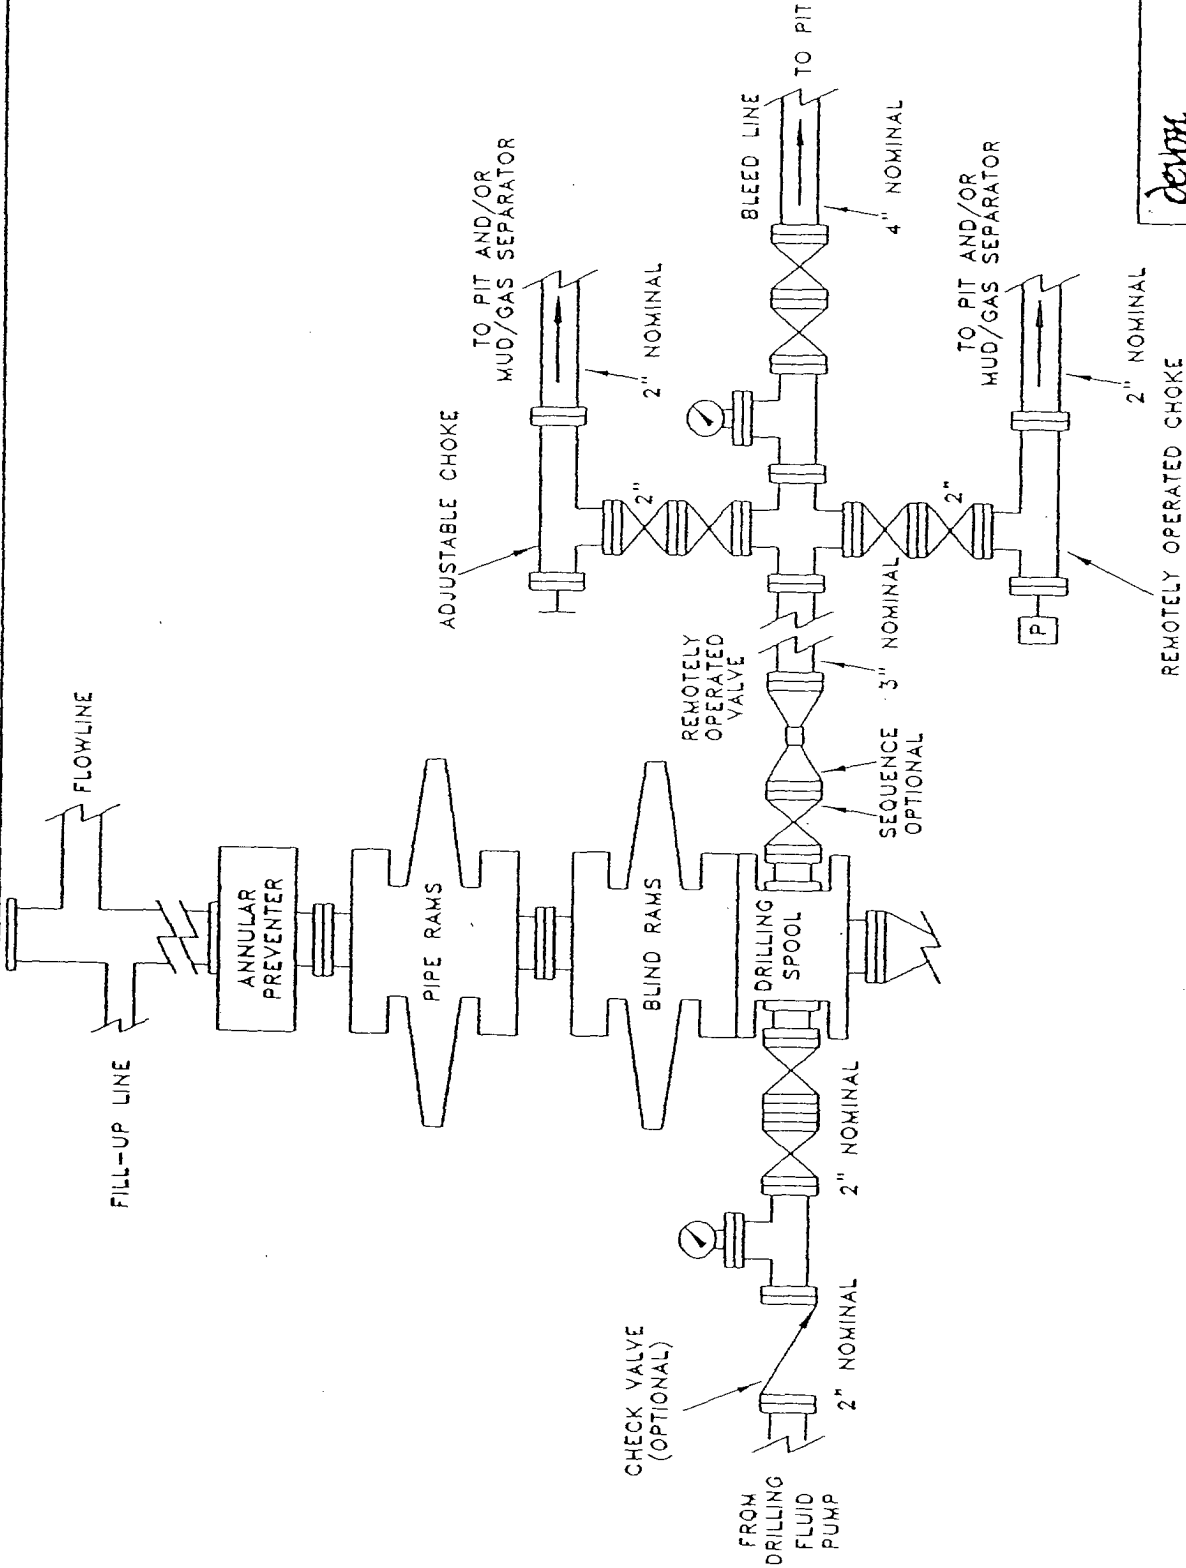 FLOWLINE
FILL-UP LINE
ANNULAR
PREVENTER
PIPE RAMS
BLIND RAMS
DRILLING
SPOOL
ADJUSTABLE CHOKE
TO PIT AND/OR
MUD/GAS SEPARATOR
2" NOMINAL
2"
BLEED LINE
TO PIT
4" NOMINAL
REMOTELY
OPERATED
VALVE
3" NOMINAL
SEQUENCE
OPTIONAL
2"
TO PIT AND/OR
MUD/GAS SEPARATOR
2" NOMINAL
P
REMOTELY OPERATED CHOKE
CHECK VALVE
(OPTIONAL)
2" NOMINAL
2" NOMINAL
FROM
DRILLING
FLUID
PUMP
devon